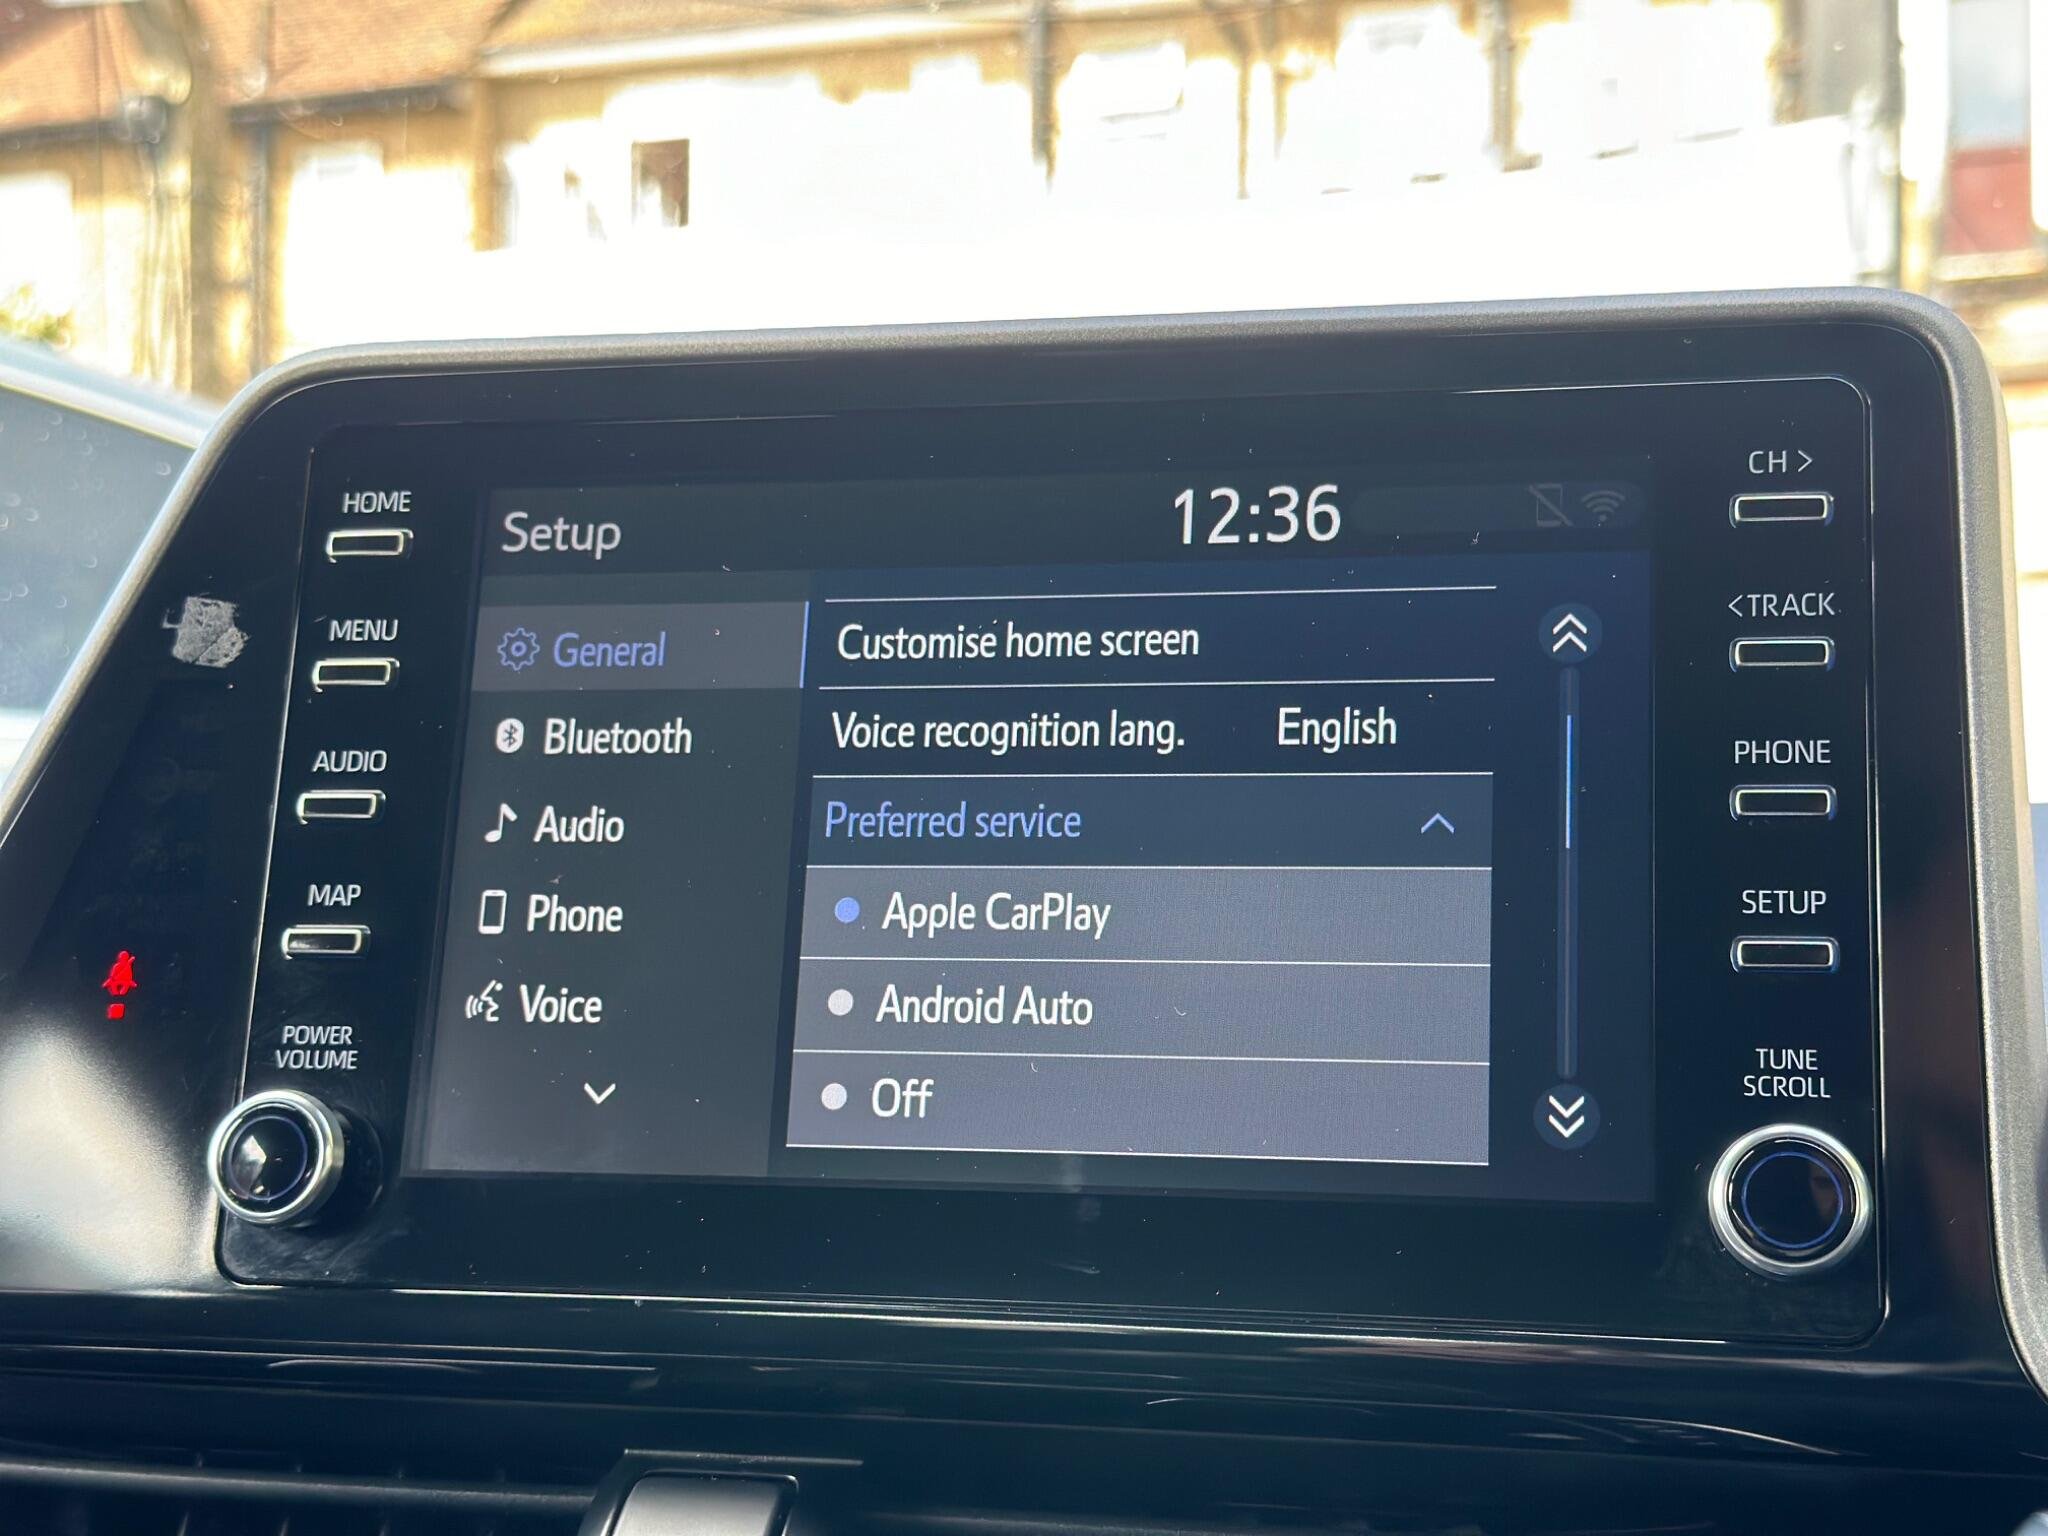 HOME
MENU
AUDIO
MAP
POWER
VOLUME
Setup
12:36
General
Bluetooth
Audio
Phone
Voice
Customise home screen
Voice recognition lang. English
Preferred service
Apple CarPlay
Android Auto
Off
CH >
<TRACK
PHONE
SETUP
TUNE
SCROLL